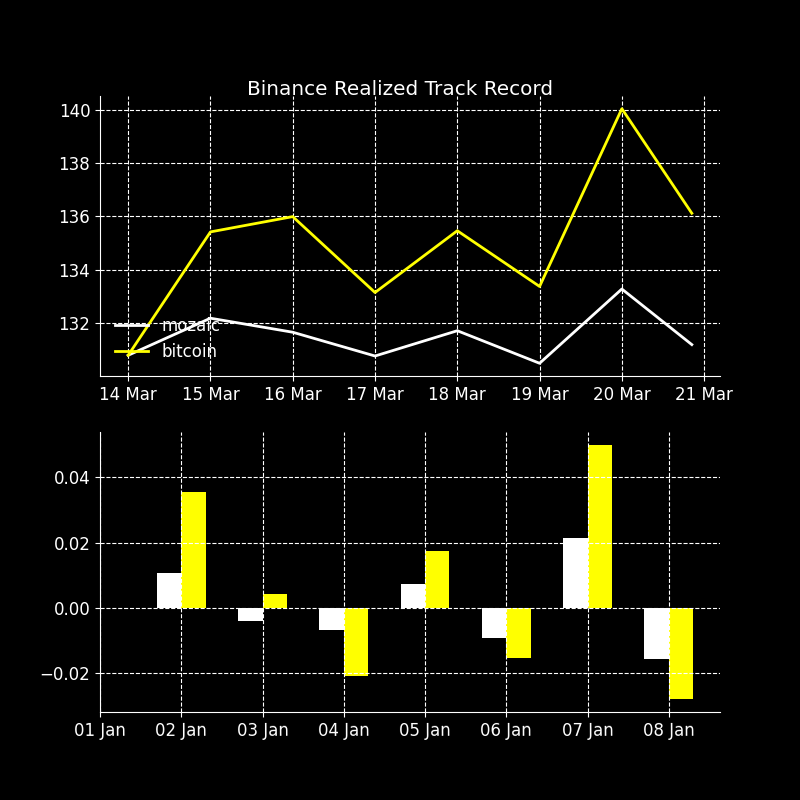 Binance Realized Track Record
140
138
136
134
132
mozaic
bitcoin
14 Mar 15 Mar 16 Mar 17 Mar 18 Mar 19 Mar 20 Mar 21 Mar
0.04
0.02
0.00
−0.02
01 Jan 02 Jan 03 Jan 04 Jan 05 Jan 06 Jan 07 Jan 08 Jan